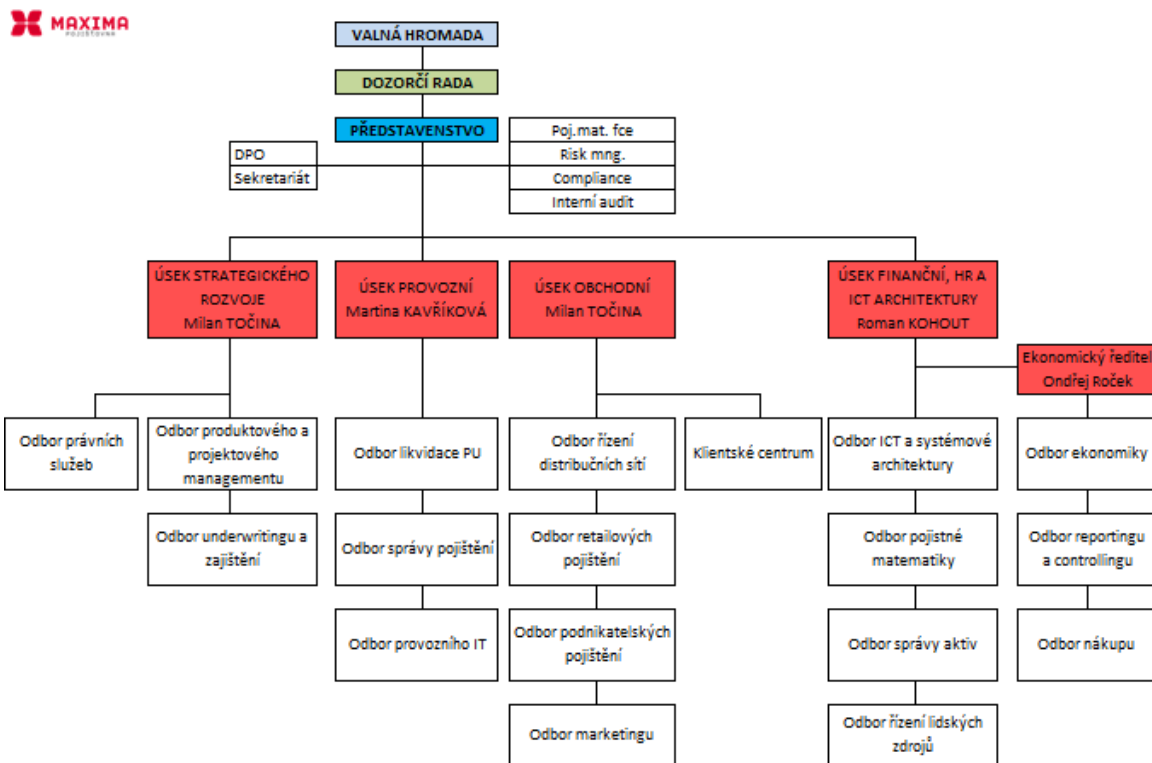 MAXIMA
POJIŠŤOVNA
VALNÁ HROMADA
DOZORČÍ RADA
PŘEDSTAVENSTVO
Poj.mat. fce
Risk mng.
Compliance
Interní audit
DPO
Sekretariát
ÚSEK STRATEGICKÉHO
ROZVOJE
Milan TOČINA
ÚSEK PROVOZNÍ
Martina KAVŘÍKOVÁ
ÚSEK OBCHODNÍ
Milan TOČINA
ÚSEK FINANČNÍ, HR A
ICT ARCHITEKTURY
Roman KOHOUT
Ekonomický ředitel
Ondřej Roček
Odbor právních
služeb
Odbor produktového a
projektového
managementu
Odbor likvidace PU
Odbor řízení
distribučních sítí
Klientské centrum
Odbor ICT a systémové
architektury
Odbor ekonomiky
Odbor underwritingu a
zajištění
Odbor správy pojištění
Odbor retailových
pojištění
Odbor pojistné
matematiky
Odbor reportingu
a controllingu
Odbor provozního IT
Odbor podnikatelských
pojištění
Odbor správy aktiv
Odbor nákupu
Odbor marketingu
Odbor řízení lidských
zdrojů